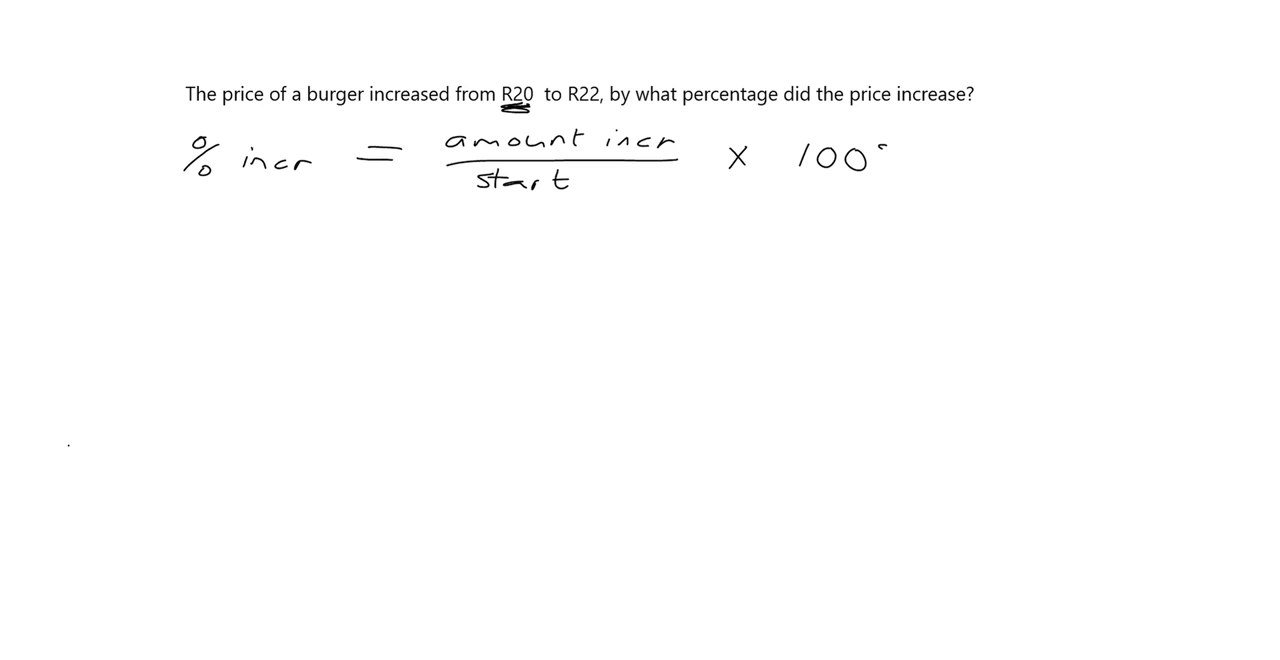 The price of a burger increased from R20 to R22, by what percentage did the price increase?
% incr = amount incr / start × 100